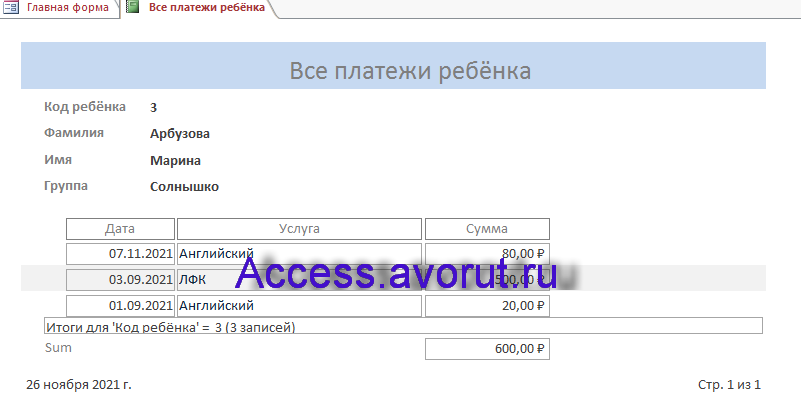 Главная форма Все платежи ребёнка
Все платежи ребёнка
Код ребёнка 3
Фамилия Арбузова
Имя Марина
Группа Солнышко
Дата Услуга Сумма
07.11.2021 Английский 80,00 ₽
Access.avorut.ru
03.09.2021 ЛФК 500,00 ₽
01.09.2021 Английский 20,00 ₽
Итоги для 'Код ребёнка' = 3 (3 записей)
Sum 600,00 ₽
26 ноября 2021 г. Стр. 1 из 1